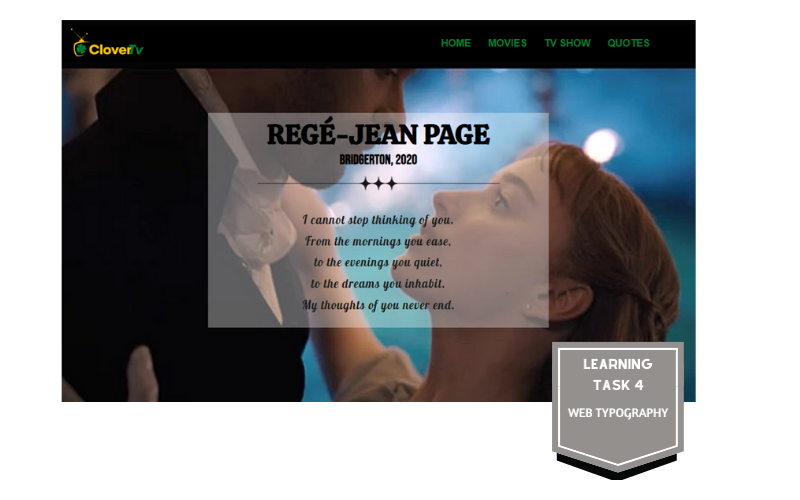 CloverTv
HOME MOVIES TV SHOW QUOTES
REGÉ-JEAN PAGE
BRIDGERTON, 2020
I cannot stop thinking of you.
From the mornings you ease,
to the evenings you quiet,
to the dreams you inhabit.
My thoughts of you never end.
LEARNING
TASK 4
WEB TYPOGRAPHY